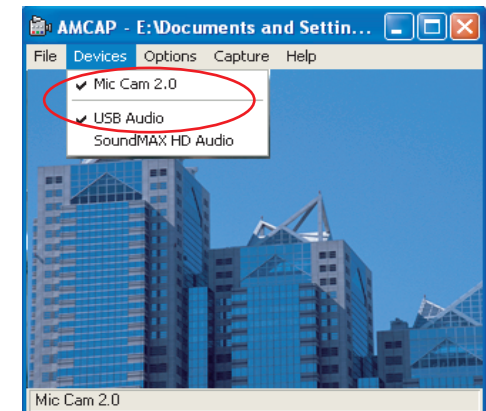 AMCAP - E:\Documents and Settin...
File Devices Options Capture Help
✓ Mic Cam 2.0
✓ USB Audio
SoundMAX HD Audio
Mic Cam 2.0